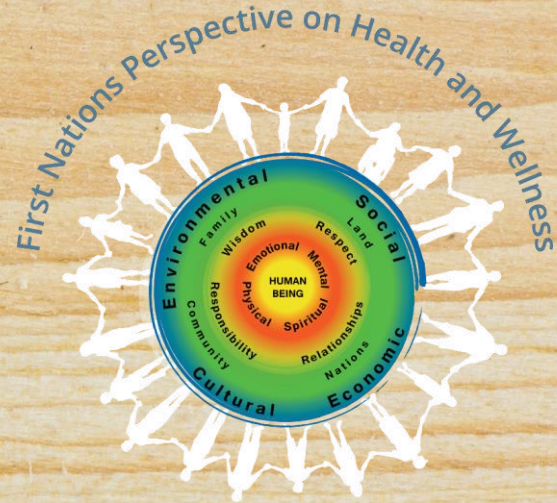 First Nations Perspective on Health and Wellness
HUMAN
BEING
Emotional
Mental
Spiritual
Physical
Wisdom
Respect
Relationships
Responsibility
Family
Land
Nations
Community
Environmental
Social
Economic
Cultural